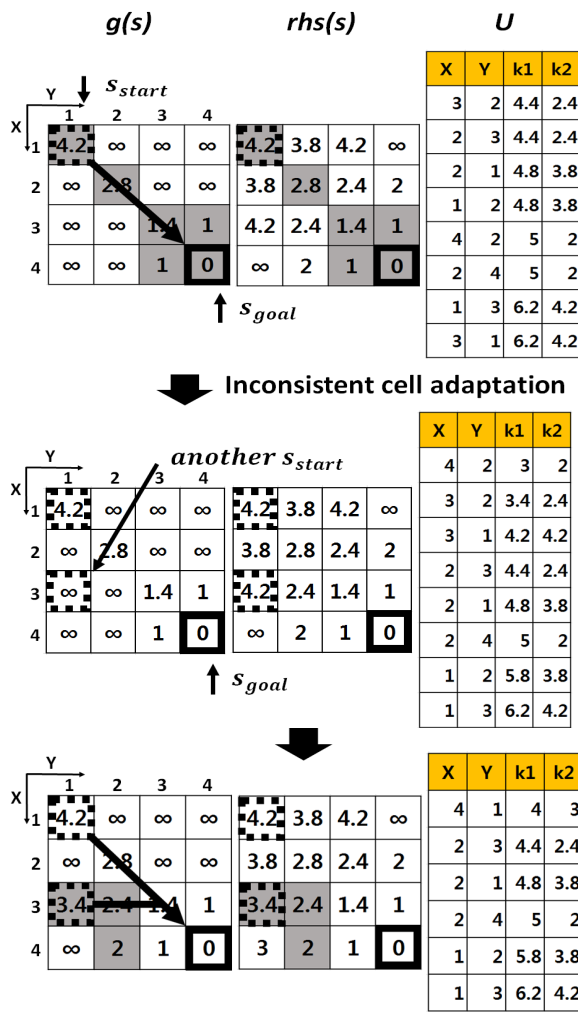 g(s) rhs(s) U
X Y k1 k2
3 2 4.4 2.4
2 3 4.4 2.4
2 1 4.8 3.8
1 2 4.8 3.8
4 2 5 2
2 4 5 2
1 3 6.2 4.2
3 1 6.2 4.2
s_start
Y
X
1 2 3 4
1 4.2 ∞ ∞ ∞
2 ∞ 2.8 ∞ ∞
3 ∞ ∞ 1.4 1
4 ∞ ∞ 1 0
4.2 3.8 4.2 ∞
3.8 2.8 2.4 2
4.2 2.4 1.4 1
∞ 2 1 0
s_goal
Inconsistent cell adaptation
X Y k1 k2
4 2 3 2
3 2 3.4 2.4
3 1 4.2 4.2
2 3 4.4 2.4
2 1 4.8 3.8
2 4 5 2
1 2 5.8 3.8
1 3 6.2 4.2
another s_start
Y
X
1 2 3 4
1 4.2 ∞ ∞ ∞
2 ∞ 2.8 ∞ ∞
3 ∞ ∞ 1.4 1
4 ∞ ∞ 1 0
4.2 3.8 4.2 ∞
3.8 2.8 2.4 2
4.2 2.4 1.4 1
∞ 2 1 0
s_goal
X Y k1 k2
4 1 4 3
2 3 4.4 2.4
2 1 4.8 3.8
2 4 5 2
1 2 5.8 3.8
1 3 6.2 4.2
Y
X
1 2 3 4
1 4.2 ∞ ∞ ∞
2 ∞ 2.8 ∞ ∞
3 3.4 2.4 1.4 1
4 ∞ 2 1 0
4.2 3.8 4.2 ∞
3.8 2.8 2.4 2
3.4 2.4 1.4 1
3 2 1 0